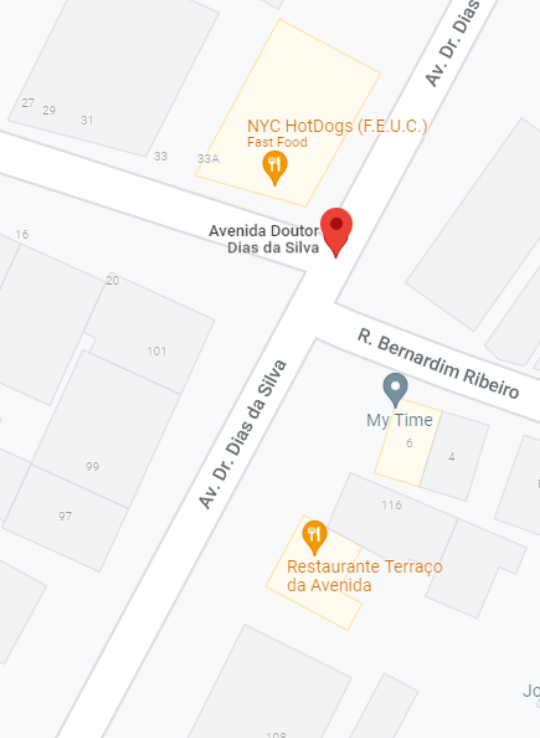 Av. Dr. Dias
27
29
31
NYC HotDogs (F.E.U.C.)
Fast Food
33
33A
Avenida Doutor
Dias da Silva
16
20
R. Bernardim Ribeiro
101
Av. Dr. Dias da Silva
My Time
6
4
99
97
116
Restaurante Terraço
da Avenida
Jo
108